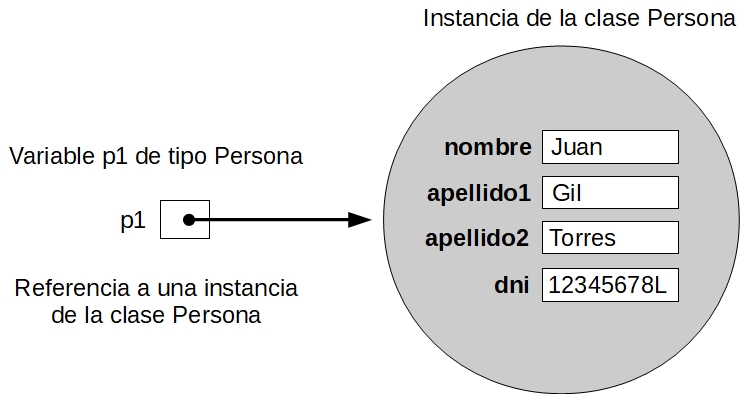 Instancia de la clase Persona
Variable p1 de tipo Persona
p1
Referencia a una instancia
de la clase Persona
nombre Juan
apellido1 Gil
apellido2 Torres
dni 12345678L